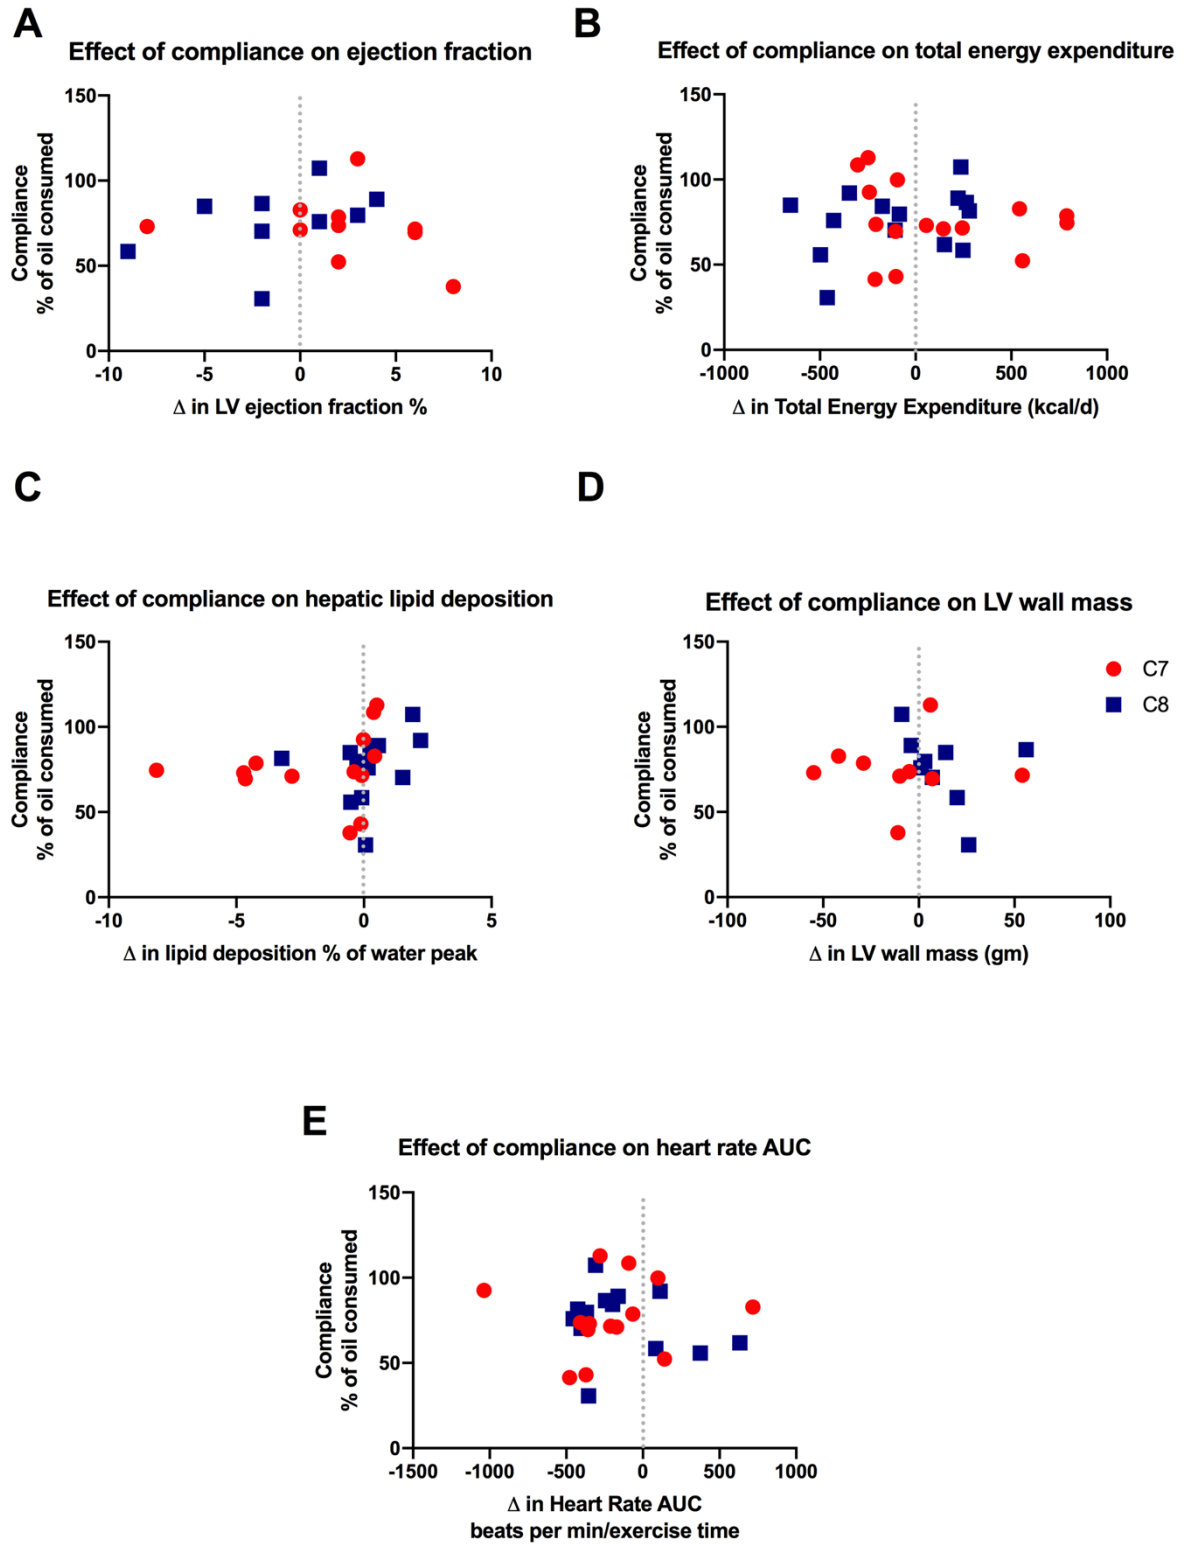 A
Effect of compliance on ejection fraction
Compliance
% of oil consumed
150
100
50
0
-10
-5
0
5
10
Δ in LV ejection fraction %
B
Effect of compliance on total energy expenditure
Compliance
% of oil consumed
150
100
50
0
-1000
-500
0
500
1000
Δ in Total Energy Expenditure (kcal/d)
C
Effect of compliance on hepatic lipid deposition
Compliance
% of oil consumed
150
100
50
0
-10
-5
0
5
Δ in lipid deposition % of water peak
D
Effect of compliance on LV wall mass
Compliance
% of oil consumed
150
100
50
0
-100
-50
0
50
100
Δ in LV wall mass (gm)
C7
C8
E
Effect of compliance on heart rate AUC
Compliance
% of oil consumed
150
100
50
0
-1500
-1000
-500
0
500
1000
Δ in Heart Rate AUC
beats per min/exercise time